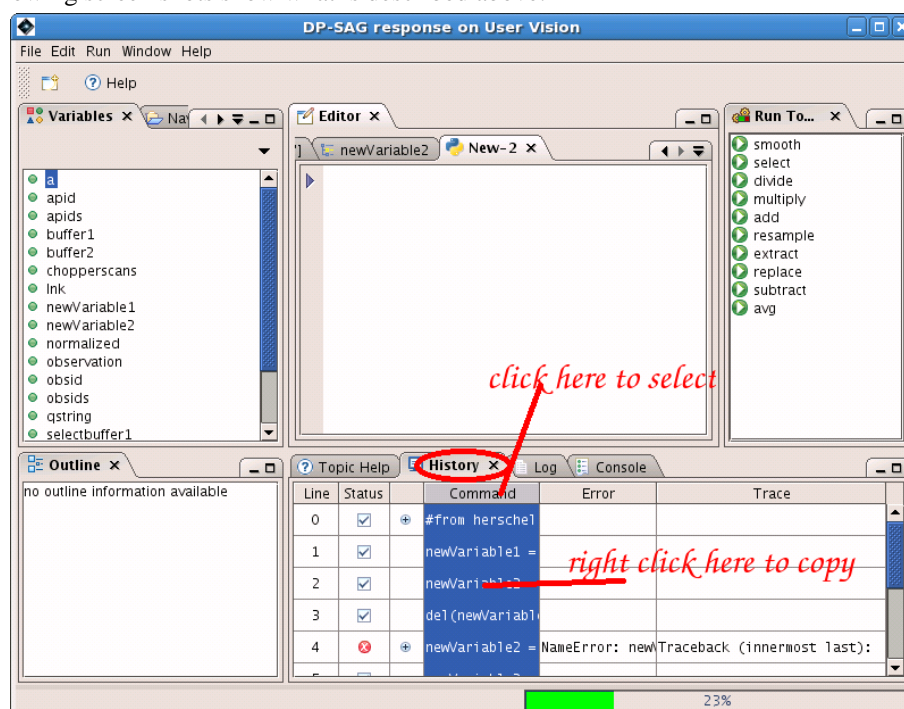 DP-SAG response on User Vision
File Edit Run Window Help
Help
Variables
Na
a
apid
apids
buffer1
buffer2
chopperscans
lnk
newVariable1
newVariable2
normalized
observation
obsid
obsids
qstring
selectbuffer1
Editor
newVariable2 New-2
Run To...
smooth
select
divide
multiply
add
resample
extract
replace
subtract
avg
click here to select
Outline
no outline information available
Topic Help History Log Console
Line Status Command Error Trace
0 #from herschel
1 newVariable1 =
right click here to copy
2
3 del(newVariabl
4 newVariable2 = NameError: new Traceback (innermost last):
23%